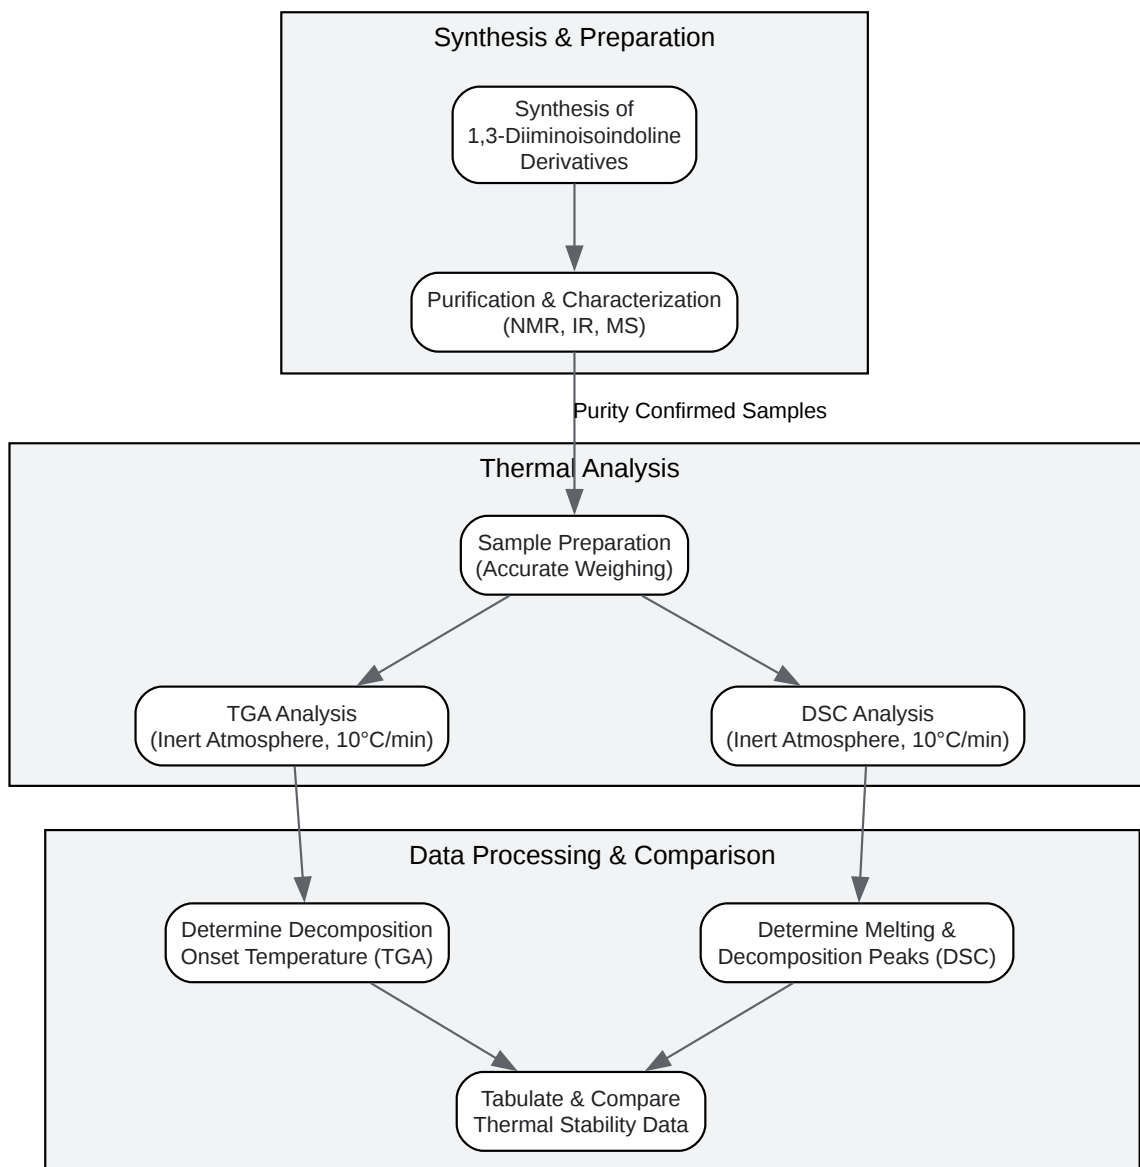 Synthesis & Preparation
Synthesis of
1,3-Diiminoisoindoline
Derivatives
Purification & Characterization
(NMR, IR, MS)
Purity Confirmed Samples
Thermal Analysis
Sample Preparation
(Accurate Weighing)
TGA Analysis
(Inert Atmosphere, 10°C/min)
DSC Analysis
(Inert Atmosphere, 10°C/min)
Data Processing & Comparison
Determine Decomposition
Onset Temperature (TGA)
Determine Melting &
Decomposition Peaks (DSC)
Tabulate & Compare
Thermal Stability Data